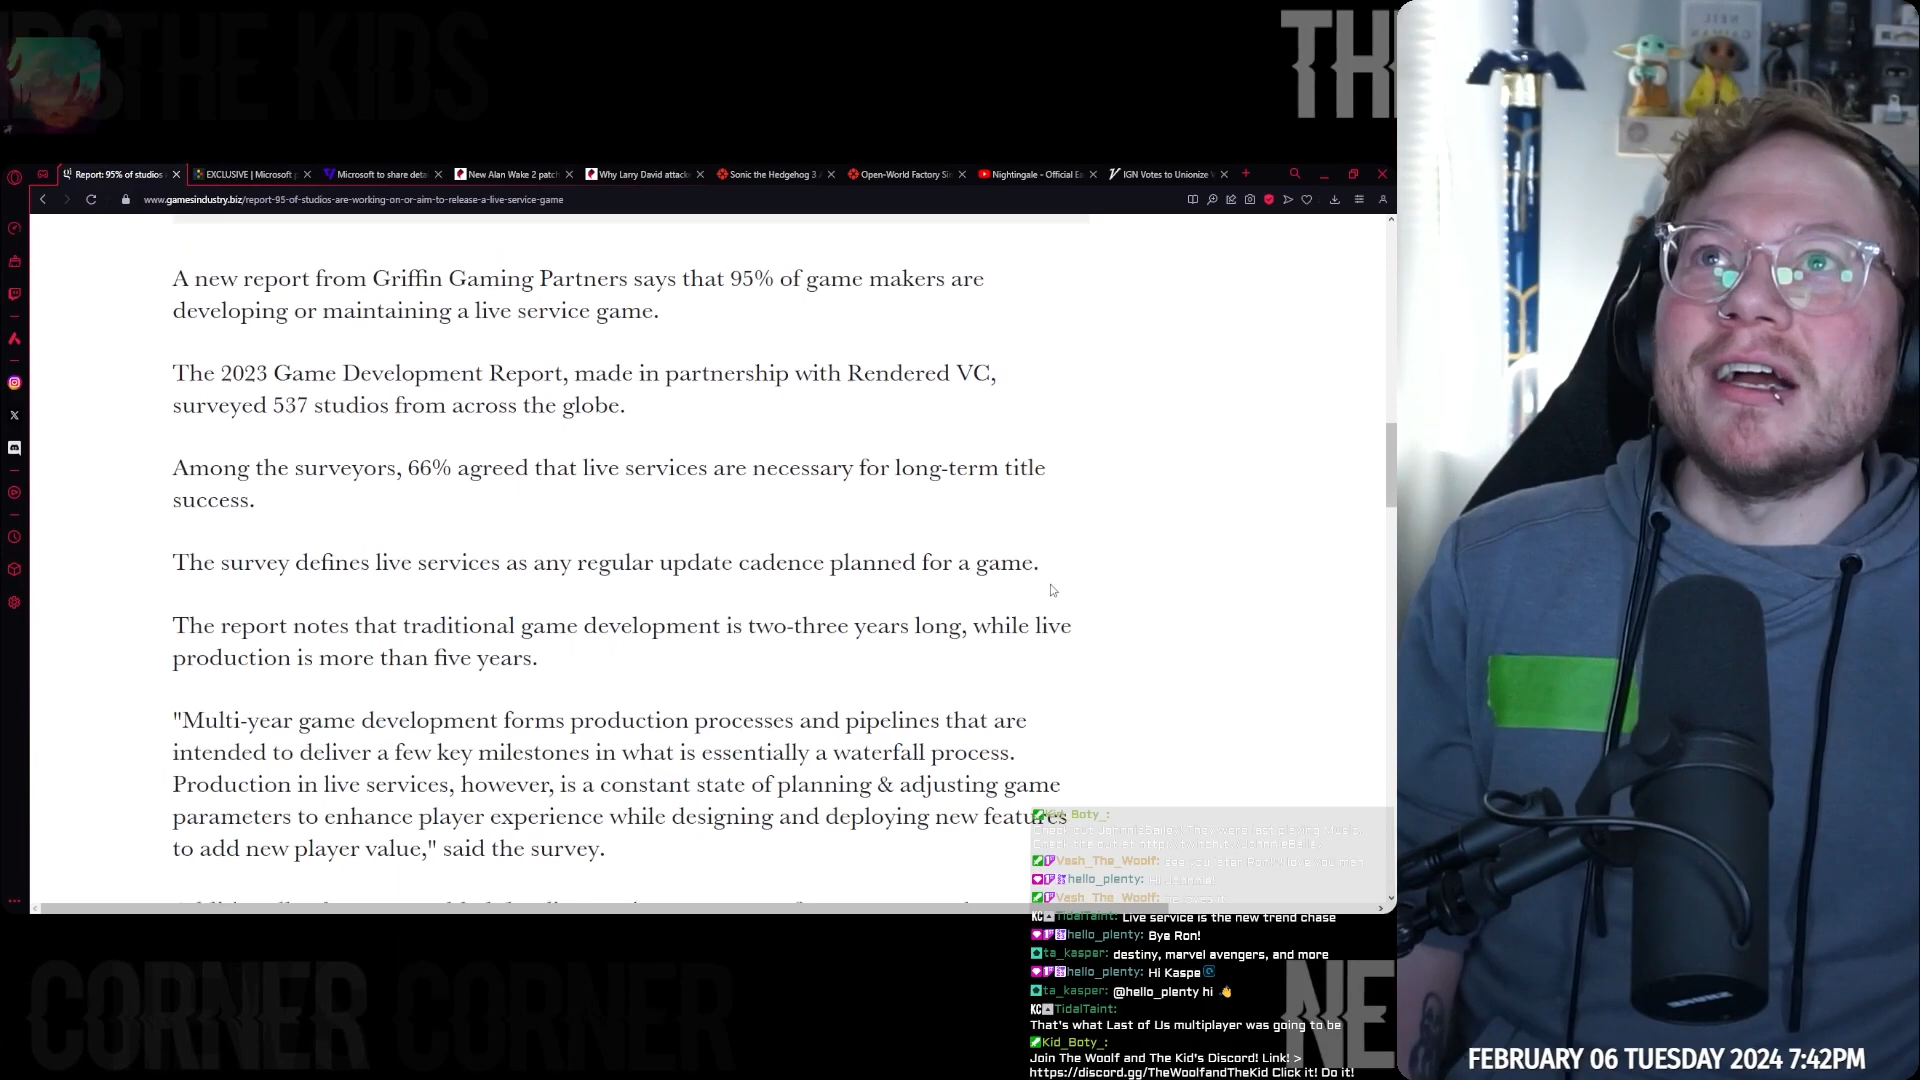 THE KIDS
TH
Report: 95% of studios
EXCLUSIVE | Microsoft p
Microsoft to share deta
New Alan Wake 2 patch
Why Larry David attack
Sonic the Hedgehog 3 /
Open-World Factory Si
Nightingale - Official Ea
IGN Votes to Unionize V
www.gamesindustry.biz/report-95-of-studios-are-working-on-or-aim-to-release-a-live-service-game
A new report from Griffin Gaming Partners says that 95% of game makers are
developing or maintaining a live service game.
The 2023 Game Development Report, made in partnership with Rendered VC,
surveyed 537 studios from across the globe.
Among the surveyors, 66% agreed that live services are necessary for long-term title
success.
The survey defines live services as any regular update cadence planned for a game.
The report notes that traditional game development is two-three years long, while live
production is more than five years.
"Multi-year game development forms production processes and pipelines that are
intended to deliver a few key milestones in what is essentially a waterfall process.
Production in live services, however, is a constant state of planning & adjusting game
parameters to enhance player experience while designing and deploying new features
to add new player value," said the survey.
Kid_Boty_:
Vash_The_Woolf:
hello_plenty: Hi Johnnie!
Vash_The_Woolf:
TidalTaint: Live service is the new trend chase
hello_plenty: Bye Ron!
ta_kasper: destiny, marvel avengers, and more
hello_plenty: Hi Kaspe
ta_kasper: @hello_plenty hi 👋
TidalTaint:
That's what Last of Us multiplayer was going to be
Kid_Boty_:
Join The Woolf and The Kid's Discord! Link! >
https://discord.gg/TheWoolfandTheKid Click it! Do it!
CORNER CORNER
NE
FEBRUARY 06 TUESDAY 2024 7:42PM